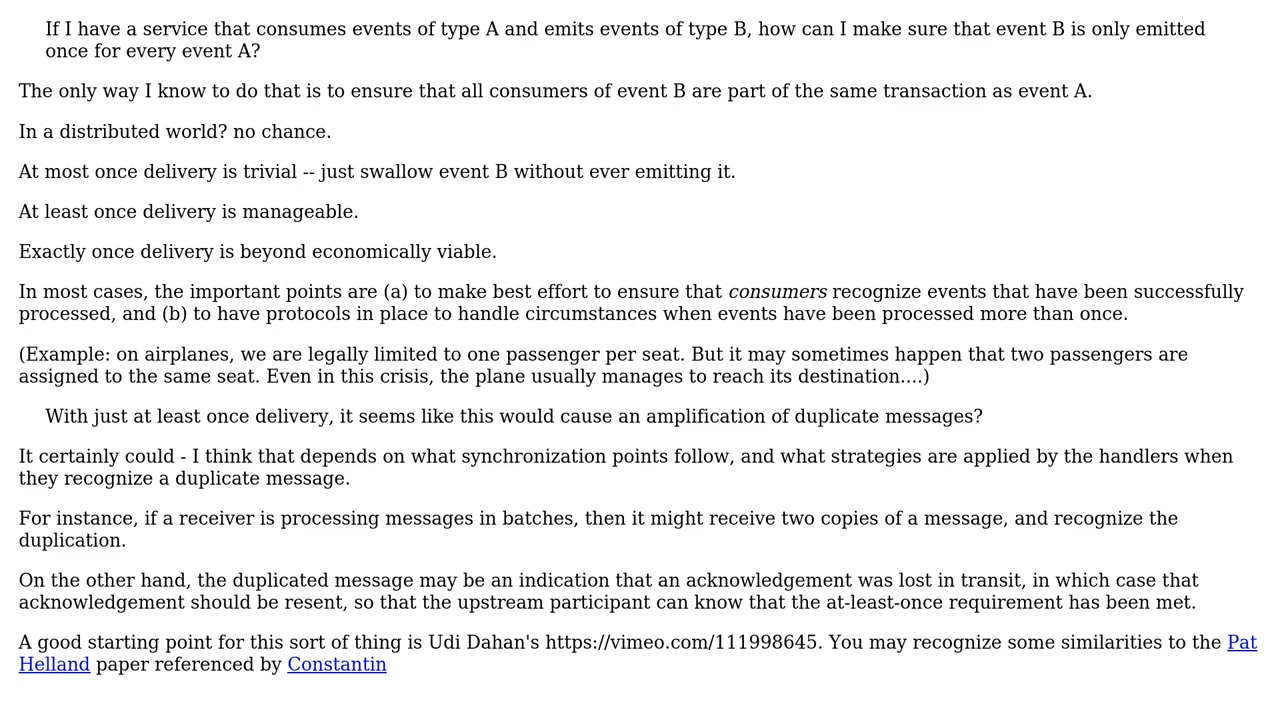 If I have a service that consumes events of type A and emits events of type B, how can I make sure that event B is only emitted
once for every event A?
The only way I know to do that is to ensure that all consumers of event B are part of the same transaction as event A.
In a distributed world? no chance.
At most once delivery is trivial -- just swallow event B without ever emitting it.
At least once delivery is manageable.
Exactly once delivery is beyond economically viable.
In most cases, the important points are (a) to make best effort to ensure that consumers recognize events that have been successfully
processed, and (b) to have protocols in place to handle circumstances when events have been processed more than once.
(Example: on airplanes, we are legally limited to one passenger per seat. But it may sometimes happen that two passengers are
assigned to the same seat. Even in this crisis, the plane usually manages to reach its destination....)
With just at least once delivery, it seems like this would cause an amplification of duplicate messages?
It certainly could - I think that depends on what synchronization points follow, and what strategies are applied by the handlers when
they recognize a duplicate message.
For instance, if a receiver is processing messages in batches, then it might receive two copies of a message, and recognize the
duplication.
On the other hand, the duplicated message may be an indication that an acknowledgement was lost in transit, in which case that
acknowledgement should be resent, so that the upstream participant can know that the at-least-once requirement has been met.
A good starting point for this sort of thing is Udi Dahan's https://vimeo.com/111998645. You may recognize some similarities to the Pat
Helland paper referenced by Constantin